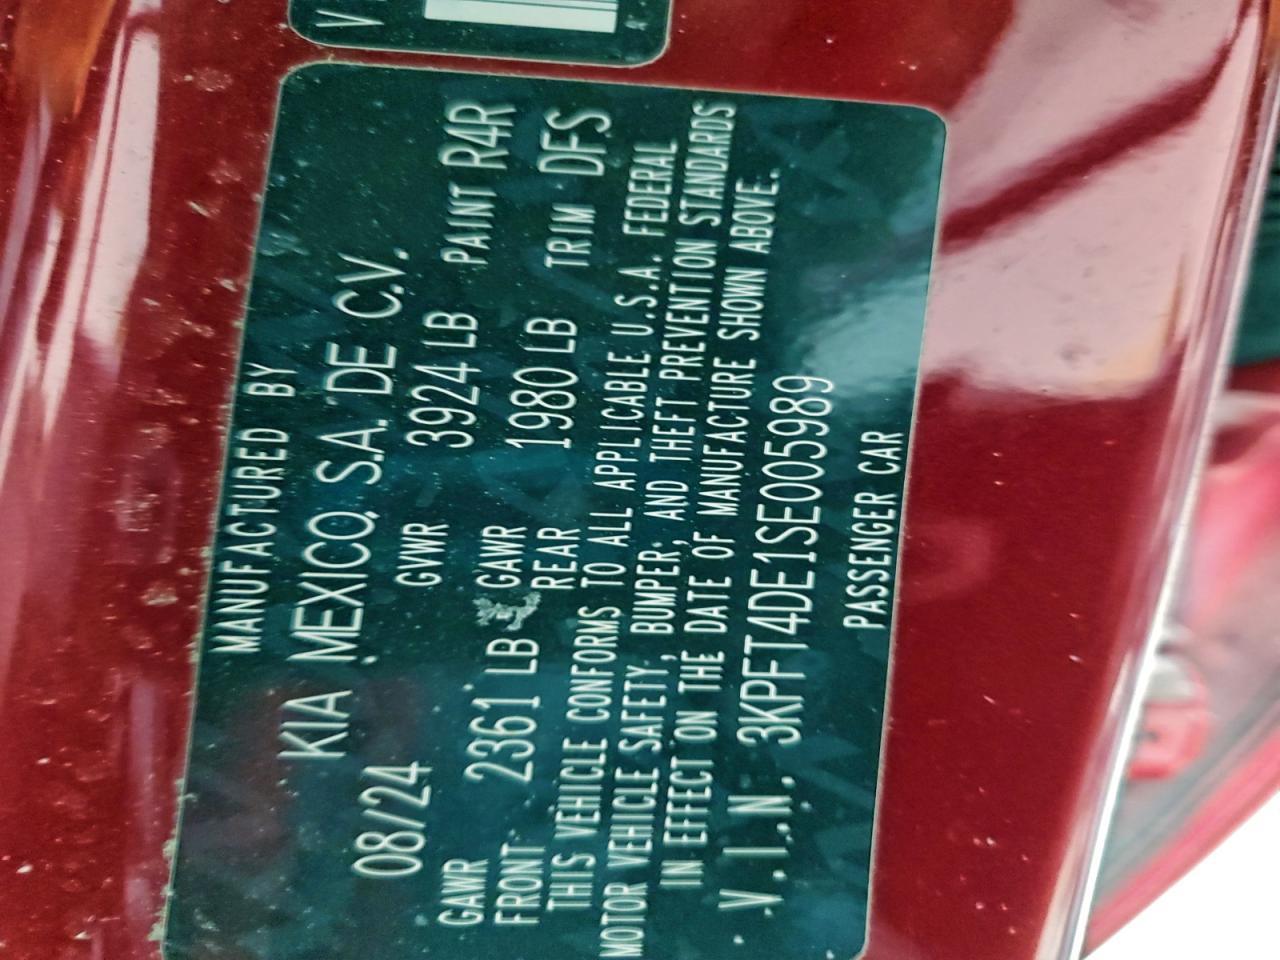 V
MANUFACTURED BY
KIA MEXICO, S.A. DE C.V.
08/24 GVWR 3924 LB PAINT R4R
GAWR FRONT 2361 LB GAWR REAR 1980 LB TRIM DFS
THIS VEHICLE CONFORMS TO ALL APPLICABLE U.S.A. FEDERAL
MOTOR VEHICLE SAFETY, BUMPER, AND THEFT PREVENTION STANDARDS
IN EFFECT ON THE DATE OF MANUFACTURE SHOWN ABOVE.
V.I.N. 3KPFT4DE1SE005989
PASSENGER CAR